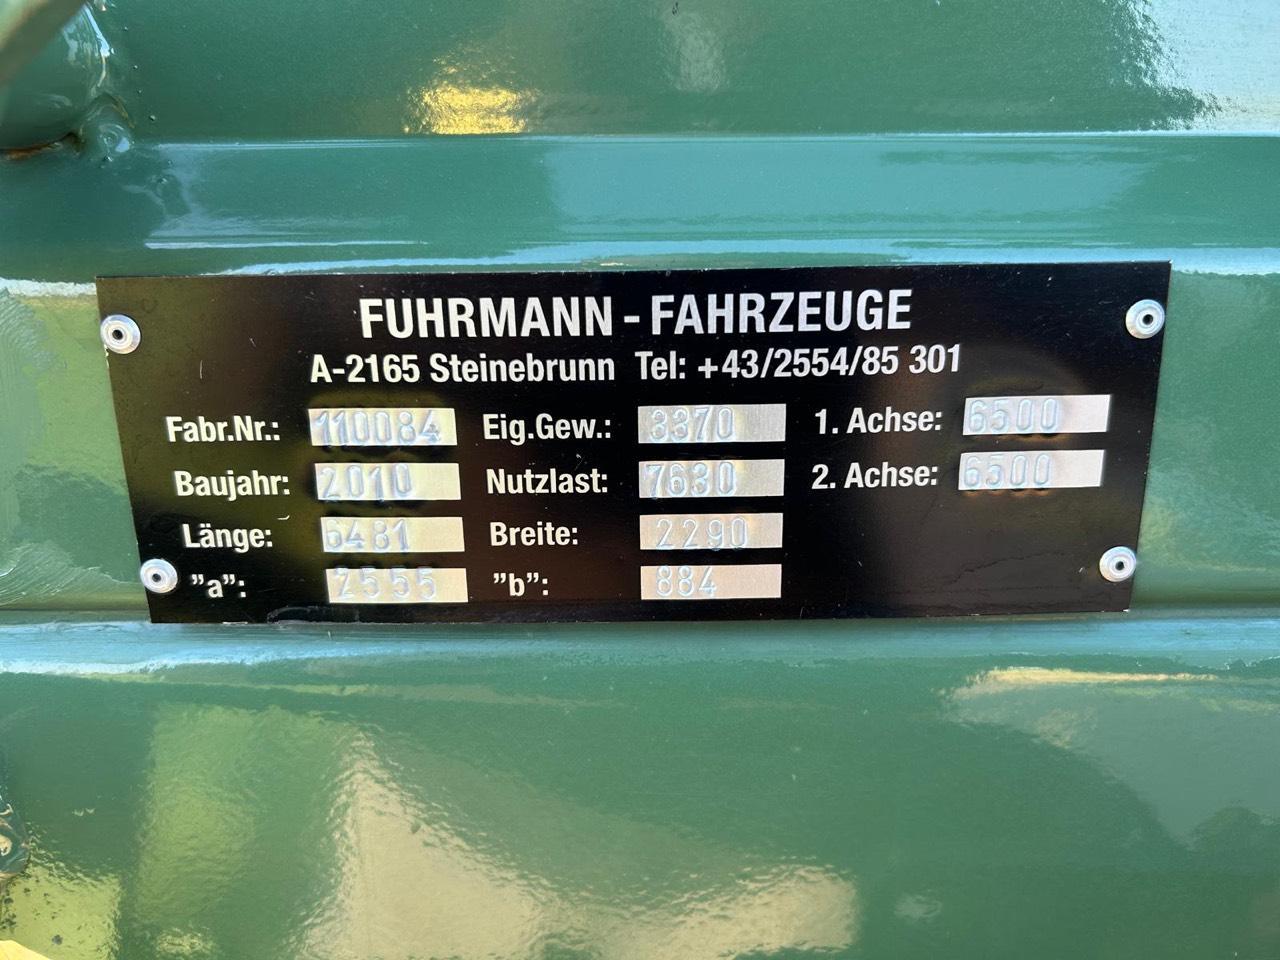 FUHRMANN - FAHRZEUGE
A-2165 Steinebrunn Tel: +43/2554/85 301
Fabr.Nr.: 110084 Eig.Gew.: 3370 1. Achse: 6500
Baujahr: 2010 Nutzlast: 7630 2. Achse: 6500
Länge: 6481 Breite: 2290
"a": 2555 "b": 884